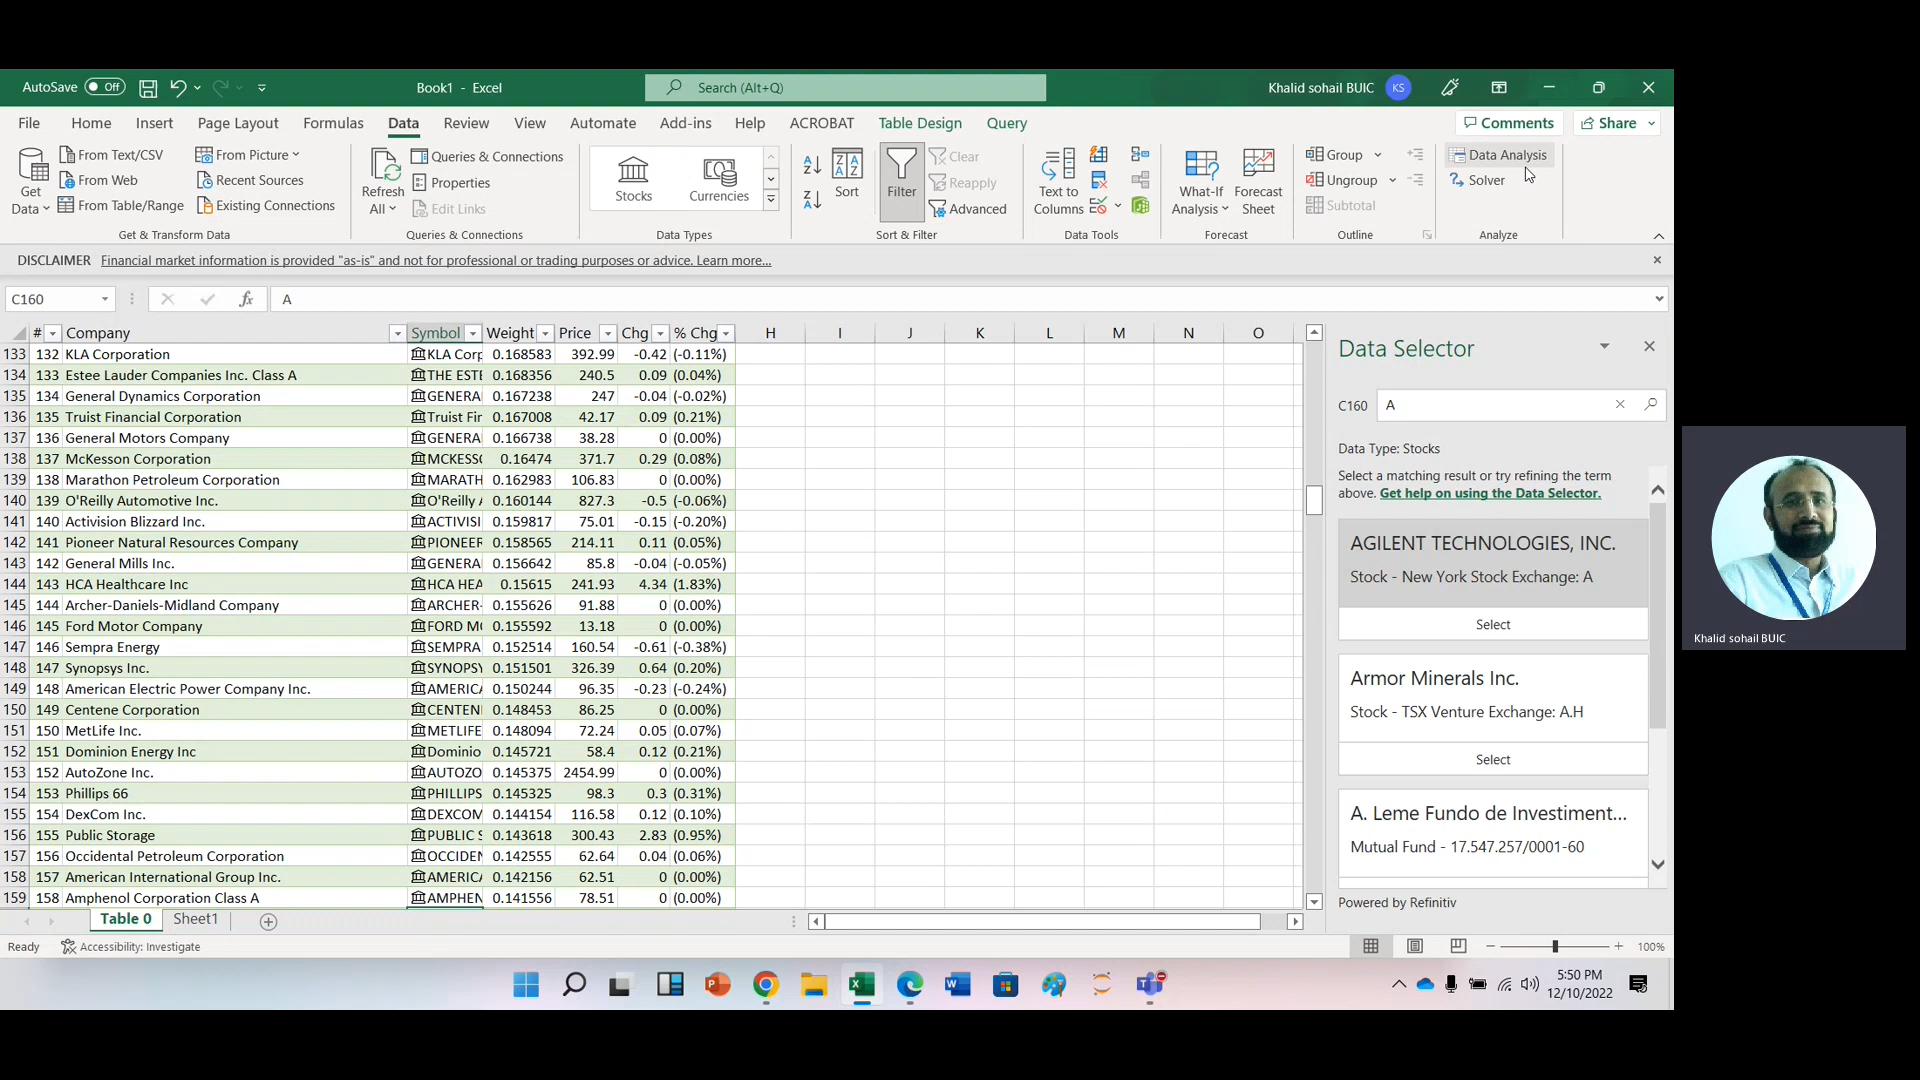 AutoSave Off Book1 - Excel Search (Alt+Q) Khalid sohail BUIC KS
File Home Insert Page Layout Formulas Data Review View Automate Add-ins Help ACROBAT Table Design Query Comments Share
Get Data
From Text/CSV
From Web
From Table/Range
From Picture
Recent Sources
Existing Connections
Get & Transform Data
Refresh All
Queries & Connections
Properties
Edit Links
Queries & Connections
Stocks
Currencies
Data Types
Sort
Filter
Clear
Reapply
Advanced
Sort & Filter
Text to Columns
Data Tools
What-If Analysis
Forecast Sheet
Forecast
Group
Ungroup
Subtotal
Outline
Data Analysis
Solver
Analyze
DISCLAIMER Financial market information is provided "as-is" and not for professional or trading purposes or advice. Learn more...
C160 fx A
# Company Symbol Weight Price Chg % Chg H I J K L M N O
133 132 KLA Corporation KLA Corp 0.168583 392.99 -0.42 (-0.11%)
134 133 Estee Lauder Companies Inc. Class A THE ESTE 0.168356 240.5 0.09 (0.04%)
135 134 General Dynamics Corporation GENERA 0.167238 247 -0.04 (-0.02%)
136 135 Truist Financial Corporation Truist Fir 0.167008 42.17 0.09 (0.21%)
137 136 General Motors Company GENERA 0.166738 38.28 0 (0.00%)
138 137 McKesson Corporation MCKESSO 0.16474 371.7 0.29 (0.08%)
139 138 Marathon Petroleum Corporation MARATH 0.162983 106.83 0 (0.00%)
140 139 O'Reilly Automotive Inc. O'Reilly A 0.160144 827.3 -0.5 (-0.06%)
141 140 Activision Blizzard Inc. ACTIVISI 0.159817 75.01 -0.15 (-0.20%)
142 141 Pioneer Natural Resources Company PIONEER 0.158565 214.11 0.11 (0.05%)
143 142 General Mills Inc. GENERA 0.156642 85.8 -0.04 (-0.05%)
144 143 HCA Healthcare Inc HCA HEA 0.15615 241.93 4.34 (1.83%)
145 144 Archer-Daniels-Midland Company ARCHER- 0.155626 91.88 0 (0.00%)
146 145 Ford Motor Company FORD MO 0.155592 13.18 0 (0.00%)
147 146 Sempra Energy SEMPRA 0.152514 160.54 -0.61 (-0.38%)
148 147 Synopsys Inc. SYNOPSY 0.151501 326.39 0.64 (0.20%)
149 148 American Electric Power Company Inc. AMERICA 0.150244 96.35 -0.23 (-0.24%)
150 149 Centene Corporation CENTENE 0.148453 86.25 0 (0.00%)
151 150 MetLife Inc. METLIFE 0.148094 72.24 0.05 (0.07%)
152 151 Dominion Energy Inc Dominio 0.145721 58.4 0.12 (0.21%)
153 152 AutoZone Inc. AUTOZO 0.145375 2454.99 0 (0.00%)
154 153 Phillips 66 PHILLIPS 0.145325 98.3 0.3 (0.31%)
155 154 DexCom Inc. DEXCOM 0.144154 116.58 0.12 (0.10%)
156 155 Public Storage PUBLIC S 0.143618 300.43 2.83 (0.95%)
157 156 Occidental Petroleum Corporation OCCIDEN 0.142555 62.64 0.04 (0.06%)
158 157 American International Group Inc. AMERICA 0.142156 62.51 0 (0.00%)
159 158 Amphenol Corporation Class A AMPHEN 0.141556 78.51 0 (0.00%)
Data Selector
C160 A
Data Type: Stocks
Select a matching result or try refining the term
above. Get help on using the Data Selector.
AGILENT TECHNOLOGIES, INC.
Stock - New York Stock Exchange: A
Select
Armor Minerals Inc.
Stock - TSX Venture Exchange: A.H
Select
A. Leme Fundo de Investiment...
Mutual Fund - 17.547.257/0001-60
Powered by Refinitiv
Khalid sohail BUIC
Table 0 Sheet1
Ready Accessibility: Investigate 100%
5:50 PM
12/10/2022